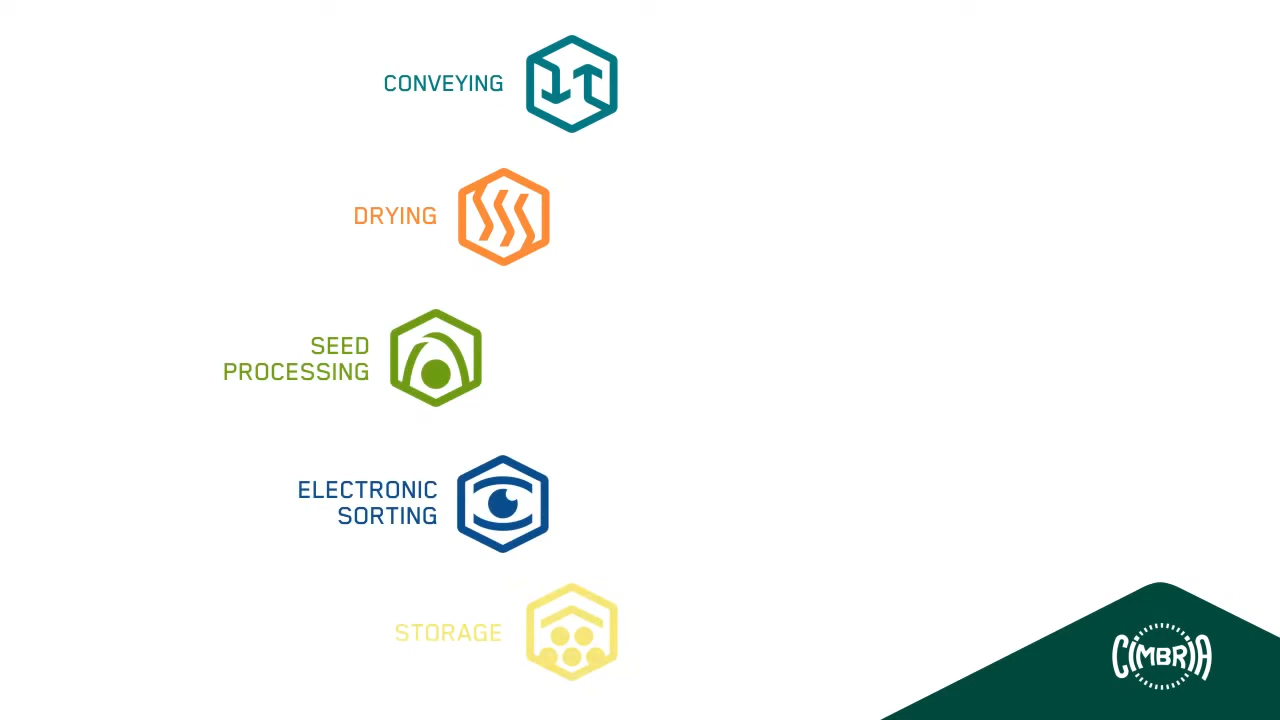 CONVEYING
DRYING
SEED
PROCESSING
ELECTRONIC
SORTING
STORAGE
CIMBRIA